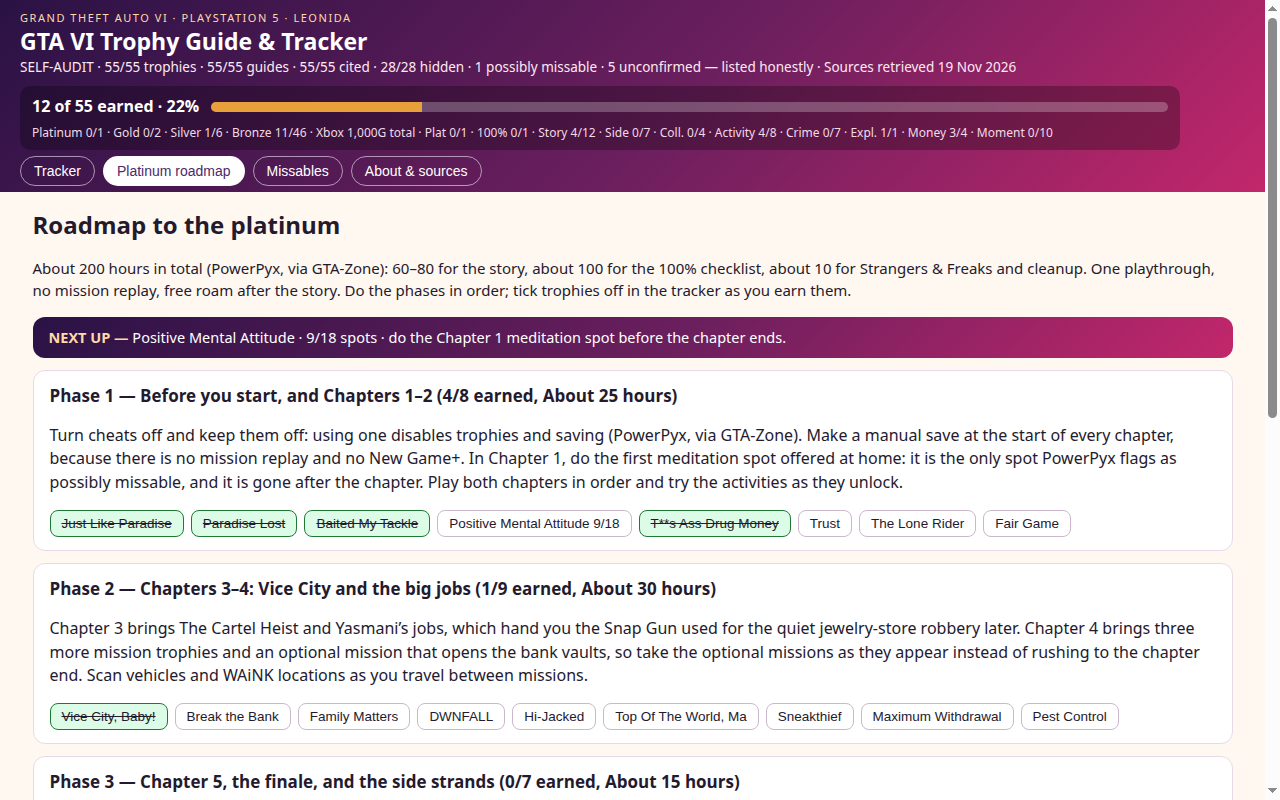 GRAND THEFT AUTO VI · PLAYSTATION 5 · LEONIDA
GTA VI Trophy Guide & Tracker
SELF-AUDIT · 55/55 trophies · 55/55 guides · 55/55 cited · 28/28 hidden · 1 possibly missable · 5 unconfirmed — listed honestly · Sources retrieved 19 Nov 2026
12 of 55 earned · 22%
Platinum 0/1 · Gold 0/2 · Silver 1/6 · Bronze 11/46 · Xbox 1,000G total · Plat 0/1 · 100% 0/1 · Story 4/12 · Side 0/7 · Coll. 0/4 · Activity 4/8 · Crime 0/7 · Expl. 1/1 · Money 3/4 · Moment 0/10
Tracker Platinum roadmap Missables About & sources
Roadmap to the platinum
About 200 hours in total (PowerPyx, via GTA-Zone): 60–80 for the story, about 100 for the 100% checklist, about 10 for Strangers & Freaks and cleanup. One playthrough,
no mission replay, free roam after the story. Do the phases in order; tick trophies off in the tracker as you earn them.
NEXT UP — Positive Mental Attitude · 9/18 spots · do the Chapter 1 meditation spot before the chapter ends.
Phase 1 — Before you start, and Chapters 1–2 (4/8 earned, About 25 hours)
Turn cheats off and keep them off: using one disables trophies and saving (PowerPyx, via GTA-Zone). Make a manual save at the start of every chapter,
because there is no mission replay and no New Game+. In Chapter 1, do the first meditation spot offered at home: it is the only spot PowerPyx flags as
possibly missable, and it is gone after the chapter. Play both chapters in order and try the activities as they unlock.
Just Like Paradise Paradise Lost Baited My Tackle Positive Mental Attitude 9/18 T**s Ass Drug Money Trust The Lone Rider Fair Game
Phase 2 — Chapters 3–4: Vice City and the big jobs (1/9 earned, About 30 hours)
Chapter 3 brings The Cartel Heist and Yasmani’s jobs, which hand you the Snap Gun used for the quiet jewelry-store robbery later. Chapter 4 brings three
more mission trophies and an optional mission that opens the bank vaults, so take the optional missions as they appear instead of rushing to the chapter
end. Scan vehicles and WAiNK locations as you travel between missions.
Vice City, Baby! Break the Bank Family Matters DWNFALL Hi-Jacked Top Of The World, Ma Sneakthief Maximum Withdrawal Pest Control
Phase 3 — Chapter 5, the finale, and the side strands (0/7 earned, About 15 hours)